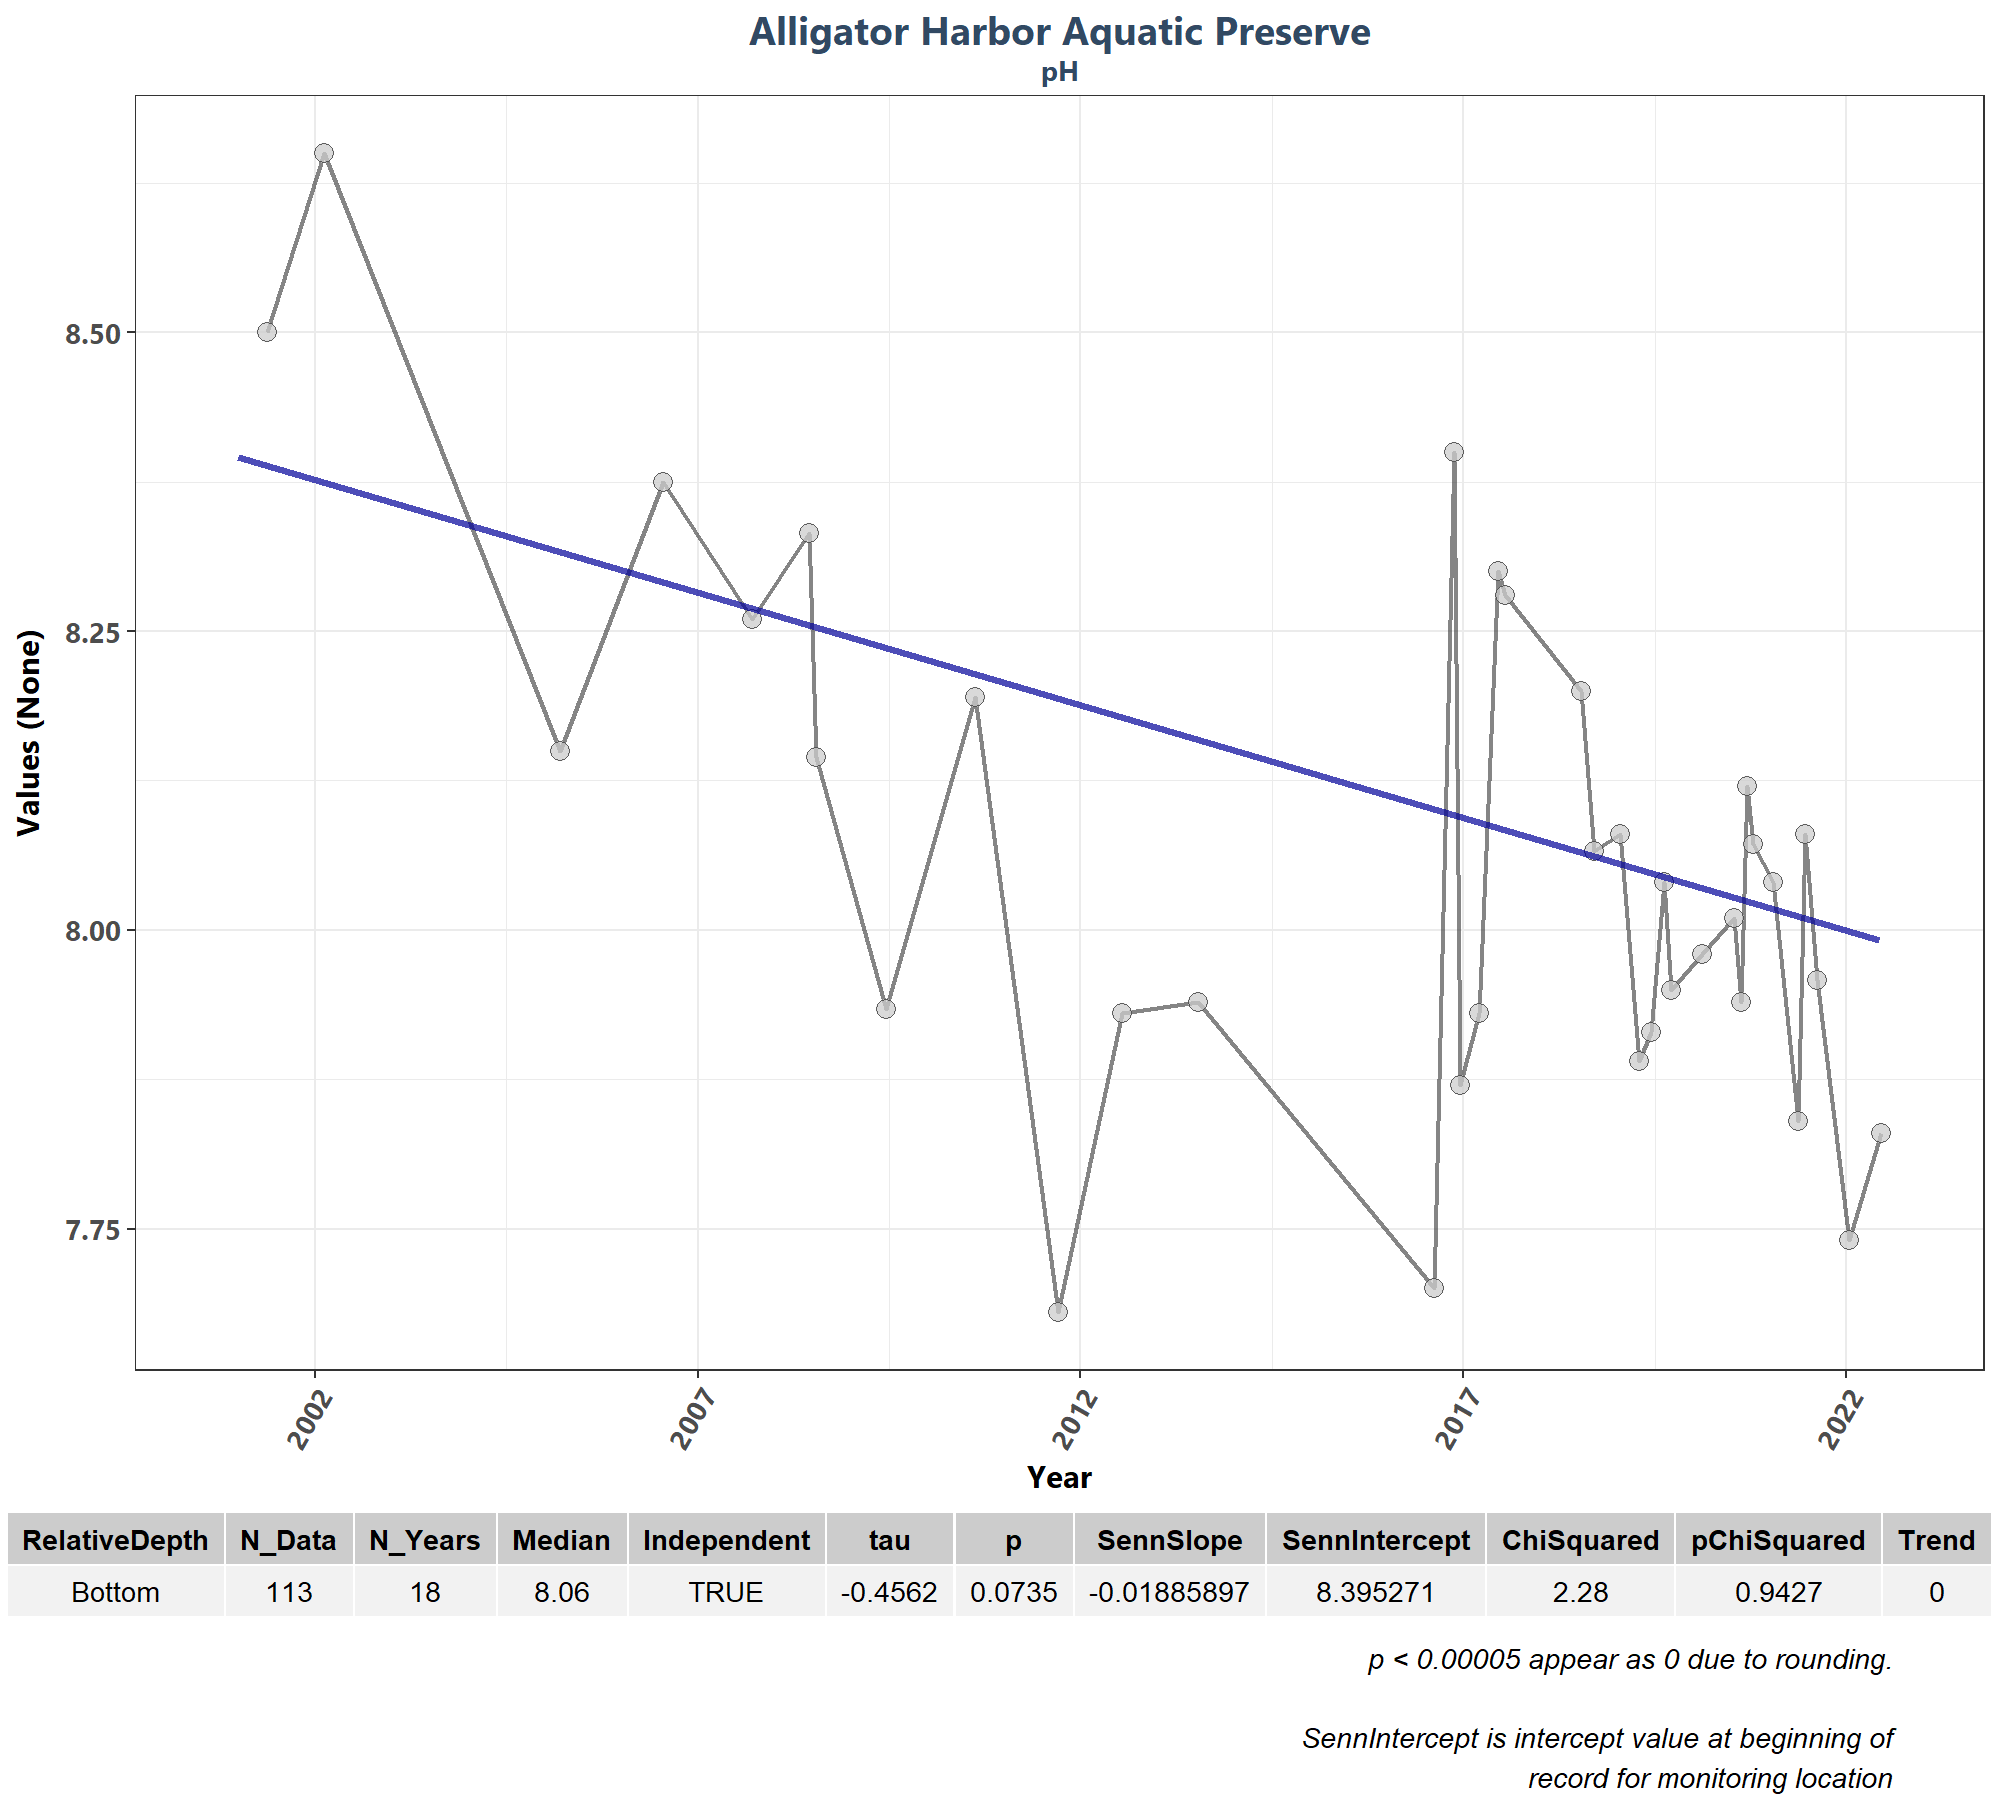 Alligator Harbor Aquatic Preserve
pH
Values (None)
8.50
8.25
8.00
7.75
2002
2007
2012
2017
2022
Year
RelativeDepth N_Data N_Years Median Independent tau p SennSlope SennIntercept ChiSquared pChiSquared Trend
Bottom 113 18 8.06 TRUE -0.4562 0.0735 -0.01885897 8.395271 2.28 0.9427 0
p < 0.00005 appear as 0 due to rounding.
SennIntercept is intercept value at beginning of
record for monitoring location